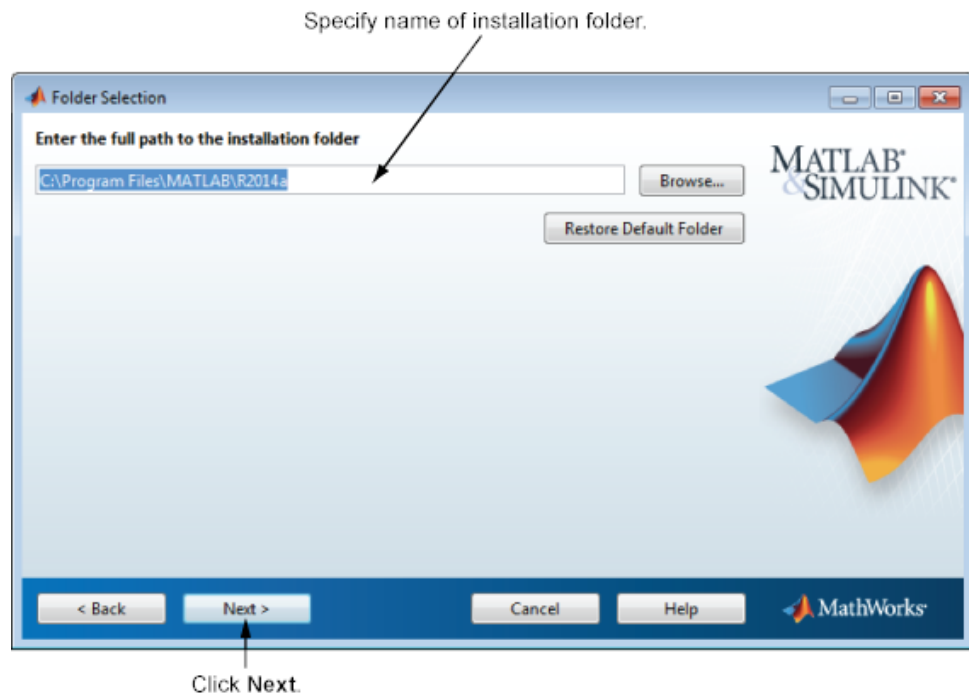 Specify name of installation folder.
Folder Selection
Enter the full path to the installation folder
C:\Program Files\MATLAB\R2014a
Browse...
Restore Default Folder
MATLAB®
&SIMULINK®
< Back
Next >
Cancel
Help
MathWorks®
Click Next.